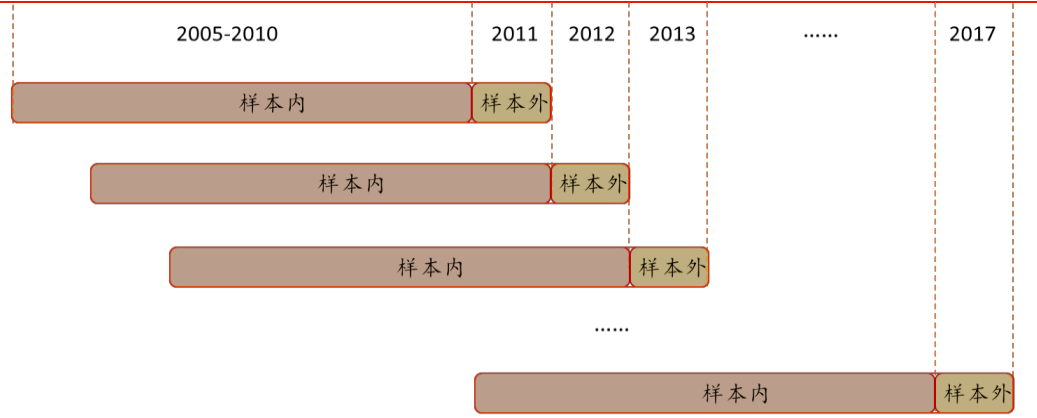 2005-2010 2011 2012 2013 ...... 2017
样本内 样本外
样本内 样本外
样本内 样本外
......
样本内 样本外